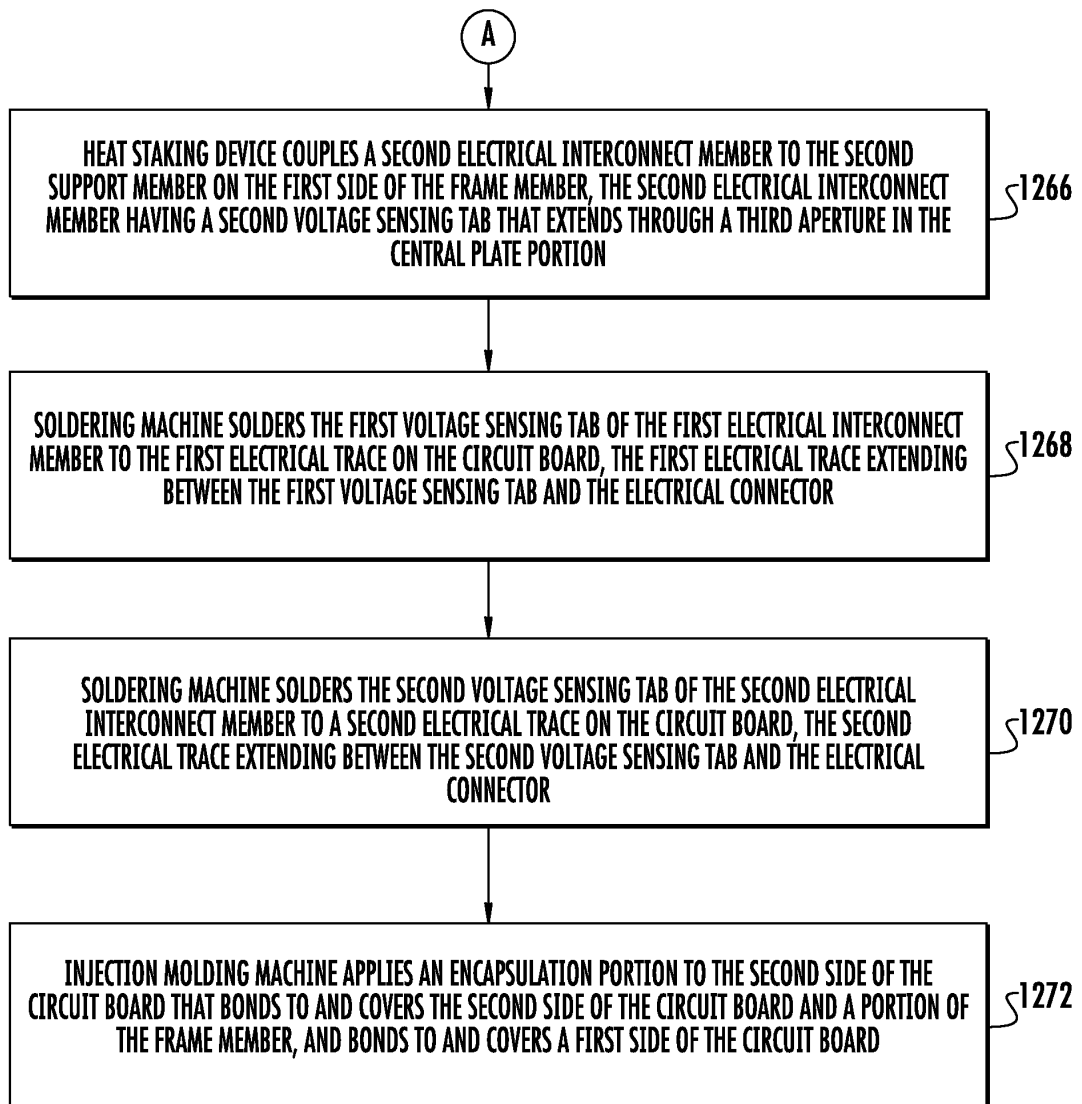 A
HEAT STAKING DEVICE COUPLES A SECOND ELECTRICAL INTERCONNECT MEMBER TO THE SECOND
SUPPORT MEMBER ON THE FIRST SIDE OF THE FRAME MEMBER, THE SECOND ELECTRICAL INTERCONNECT
MEMBER HAVING A SECOND VOLTAGE SENSING TAB THAT EXTENDS THROUGH A THIRD APERTURE IN THE
CENTRAL PLATE PORTION
1266
SOLDERING MACHINE SOLDERS THE FIRST VOLTAGE SENSING TAB OF THE FIRST ELECTRICAL INTERCONNECT
MEMBER TO THE FIRST ELECTRICAL TRACE ON THE CIRCUIT BOARD, THE FIRST ELECTRICAL TRACE EXTENDING
BETWEEN THE FIRST VOLTAGE SENSING TAB AND THE ELECTRICAL CONNECTOR
1268
SOLDERING MACHINE SOLDERS THE SECOND VOLTAGE SENSING TAB OF THE SECOND ELECTRICAL
INTERCONNECT MEMBER TO A SECOND ELECTRICAL TRACE ON THE CIRCUIT BOARD, THE SECOND
ELECTRICAL TRACE EXTENDING BETWEEN THE SECOND VOLTAGE SENSING TAB AND THE ELECTRICAL
CONNECTOR
1270
INJECTION MOLDING MACHINE APPLIES AN ENCAPSULATION PORTION TO THE SECOND SIDE OF THE
CIRCUIT BOARD THAT BONDS TO AND COVERS THE SECOND SIDE OF THE CIRCUIT BOARD AND A PORTION OF
THE FRAME MEMBER, AND BONDS TO AND COVERS A FIRST SIDE OF THE CIRCUIT BOARD
1272